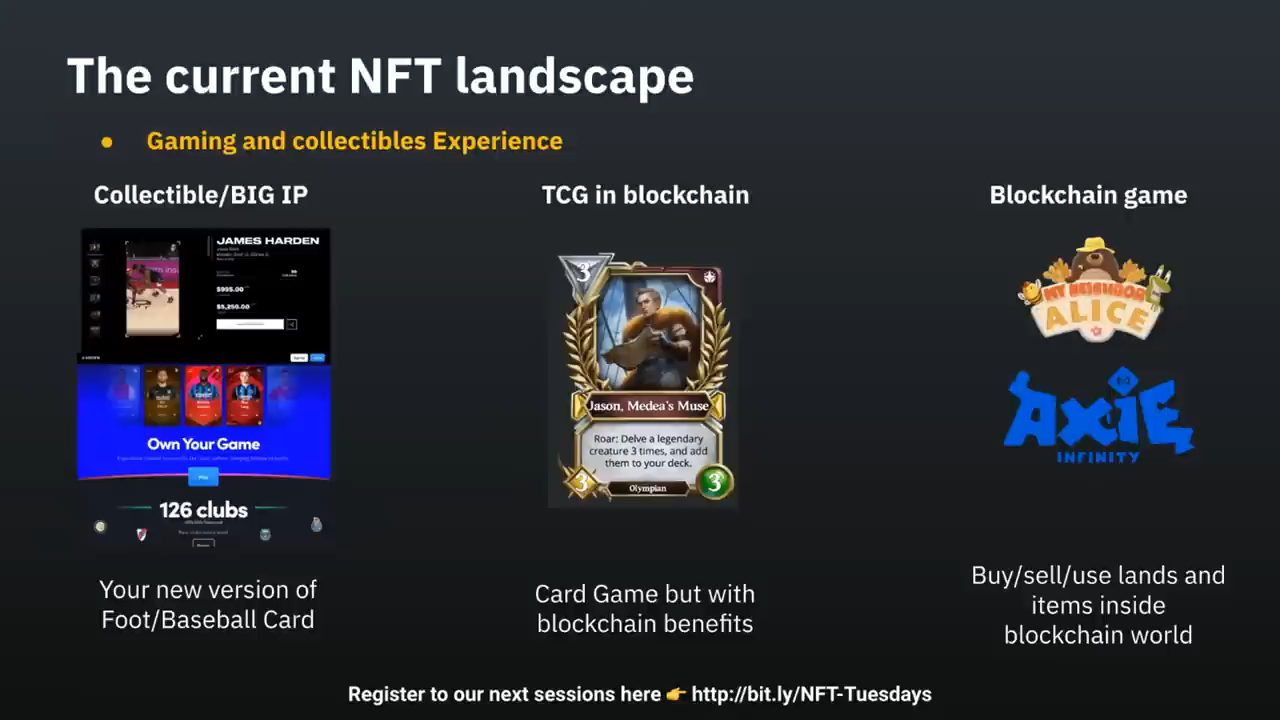 The current NFT landscape
● Gaming and collectibles Experience
Collectible/BIG IP
TCG in blockchain
Blockchain game
JAMES HARDEN
$995.00
$5,250.00
Own Your Game
126 clubs
3
Jason, Medea's Muse
Roar: Delve a legendary
creature 3 times, and add
them to your deck.
3
Olympian
3
MY NEIGHBOR
ALICE
AXIE
INFINITY
Your new version of
Foot/Baseball Card
Card Game but with
blockchain benefits
Buy/sell/use lands and
items inside
blockchain world
Register to our next sessions here 👉 http://bit.ly/NFT-Tuesdays